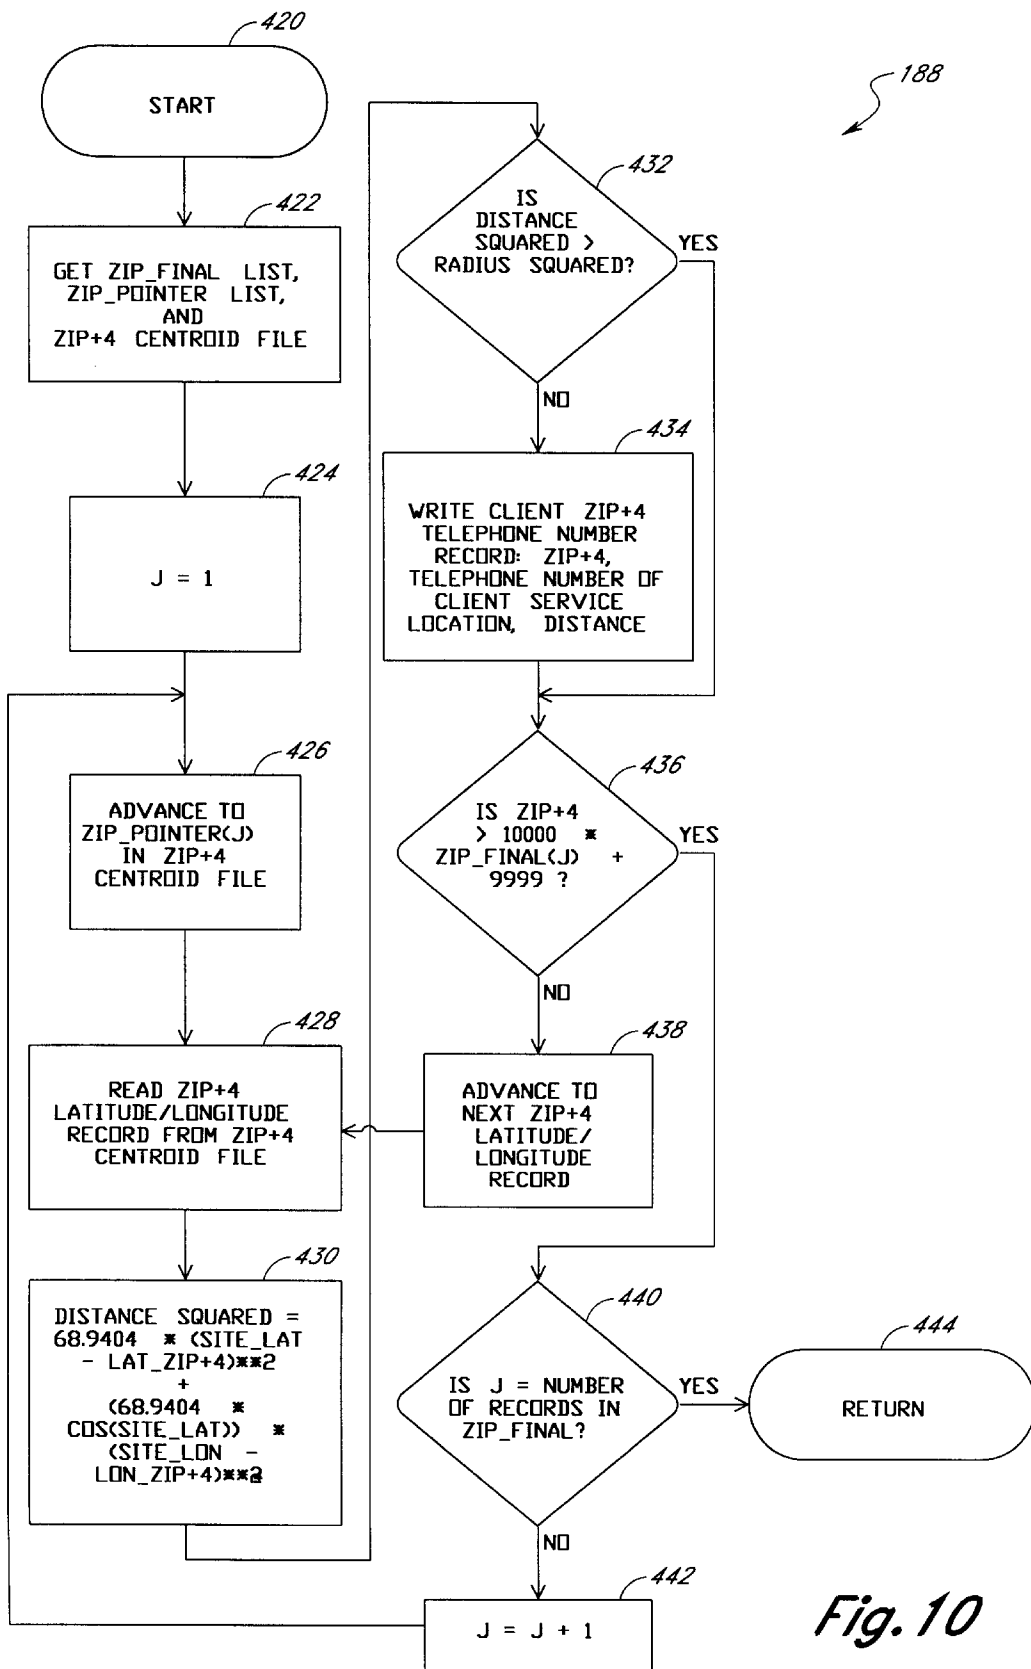 420
START
422
GET ZIP_FINAL LIST,
ZIP_POINTER LIST,
AND
ZIP+4 CENTROID FILE
424
J = 1
426
ADVANCE TO
ZIP_POINTER(J)
IN ZIP+4
CENTROID FILE
428
READ ZIP+4
LATITUDE/LONGITUDE
RECORD FROM ZIP+4
CENTROID FILE
430
DISTANCE SQUARED =
68.9404 * (SITE_LAT
- LAT_ZIP+4)**2
+
(68.9404 *
COS(SITE_LAT)) *
(SITE_LON -
LON_ZIP+4)**2
188
432
IS
DISTANCE
SQUARED >
RADIUS SQUARED?
YES
NO
434
WRITE CLIENT ZIP+4
TELEPHONE NUMBER
RECORD: ZIP+4,
TELEPHONE NUMBER OF
CLIENT SERVICE
LOCATION, DISTANCE
436
IS ZIP+4
> 10000 *
ZIP_FINAL(J) +
9999 ?
YES
NO
438
ADVANCE TO
NEXT ZIP+4
LATITUDE/
LONGITUDE
RECORD
440
IS J = NUMBER
OF RECORDS IN
ZIP_FINAL?
YES
NO
444
RETURN
442
J = J + 1
Fig. 10